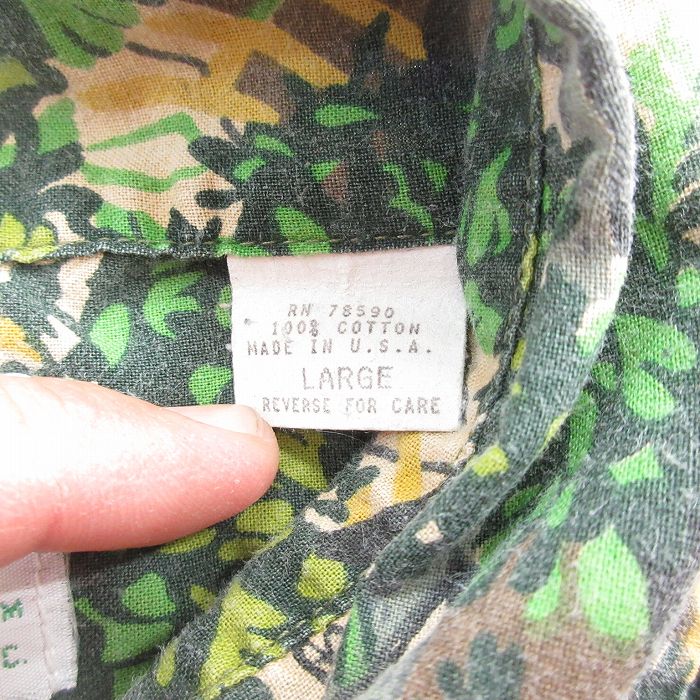 RN 78590
100% COTTON
MADE IN U.S.A.
LARGE
REVERSE FOR CARE